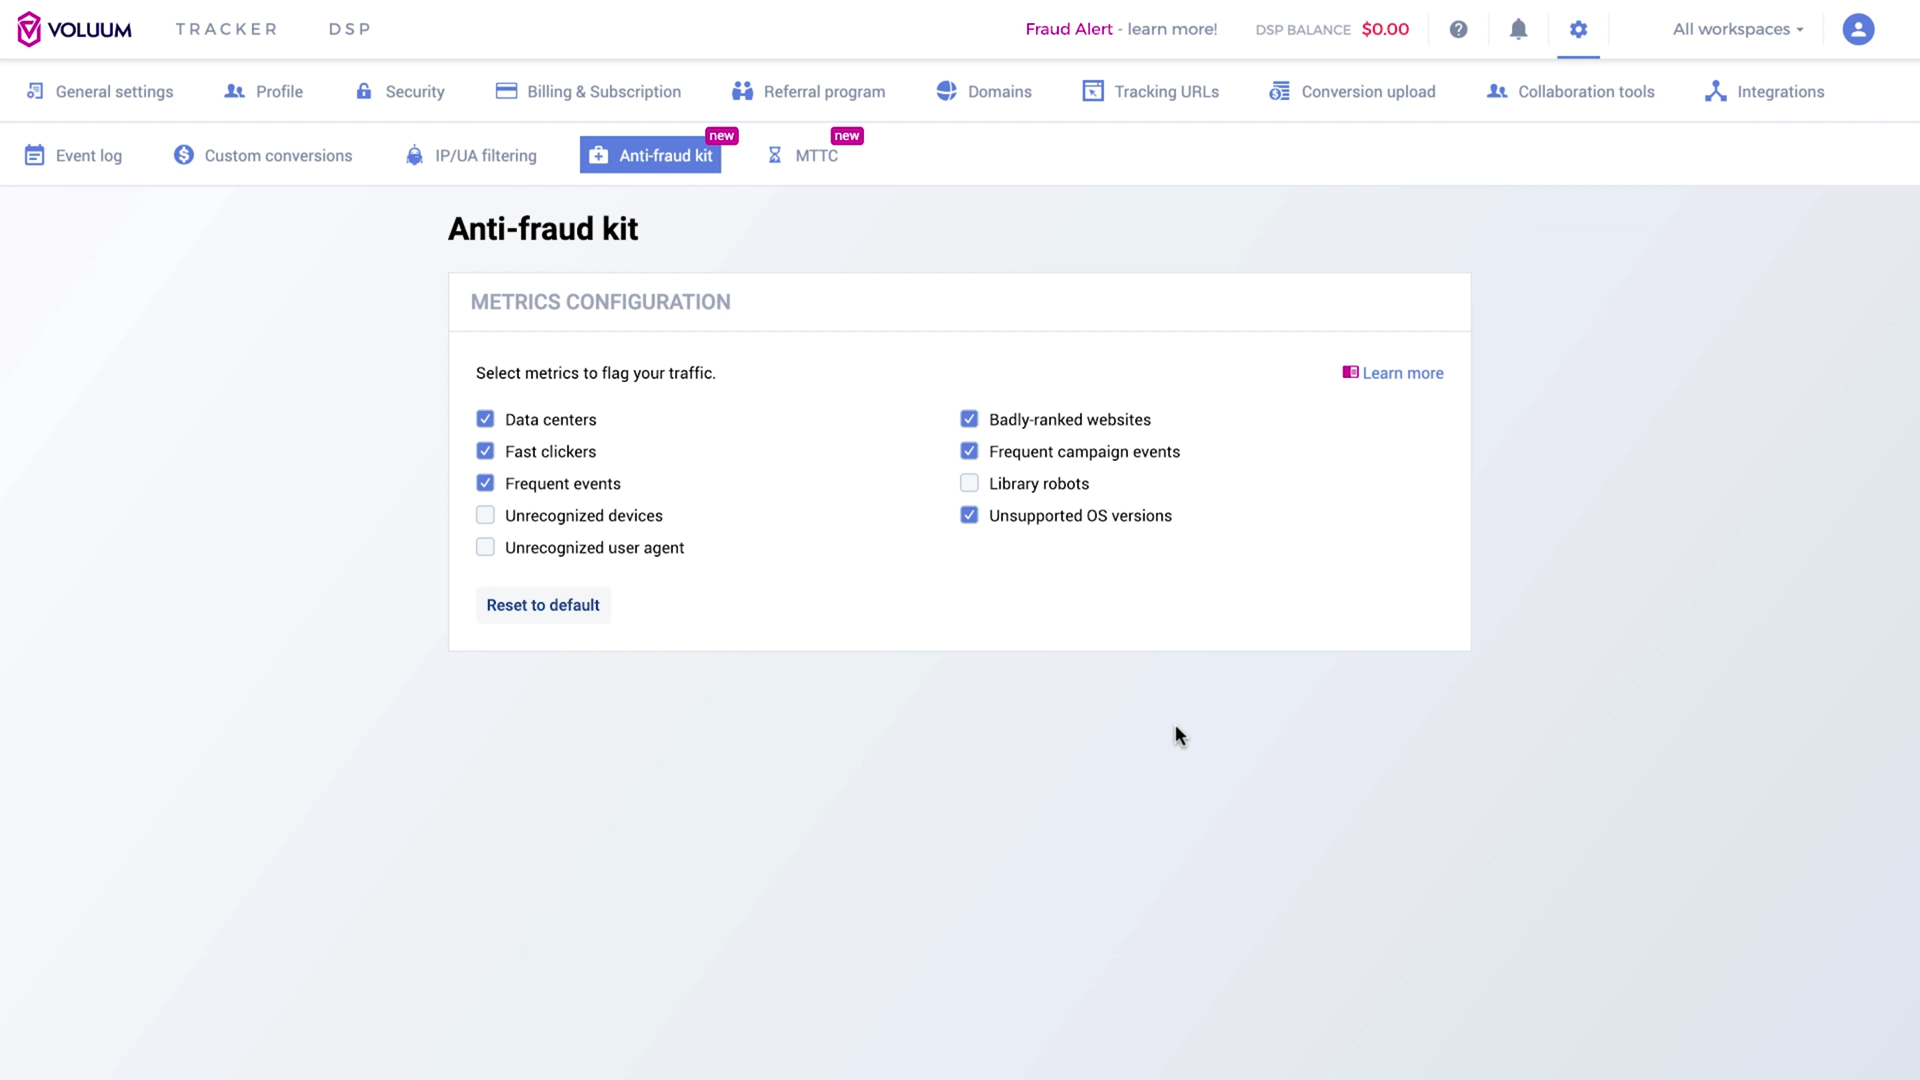 VOLUUM TRACKER DSP Fraud Alert - learn more! DSP BALANCE $0.00 All workspaces
General settings Profile Security Billing & Subscription Referral program Domains Tracking URLs Conversion upload Collaboration tools Integrations
new new
Event log Custom conversions IP/UA filtering Anti-fraud kit MTTC
Anti-fraud kit
METRICS CONFIGURATION
Select metrics to flag your traffic. Learn more
Data centers Badly-ranked websites
Fast clickers Frequent campaign events
Frequent events Library robots
Unrecognized devices Unsupported OS versions
Unrecognized user agent
Reset to default